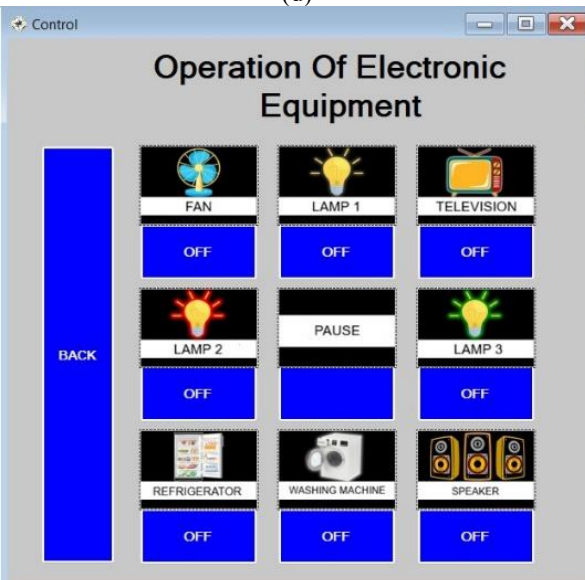 (d)
Control
Operation Of Electronic
Equipment
BACK
FAN
LAMP 1
TELEVISION
OFF
OFF
OFF
LAMP 2
PAUSE
LAMP 3
OFF
OFF
REFRIGERATOR
WASHING MACHINE
SPEAKER
OFF
OFF
OFF